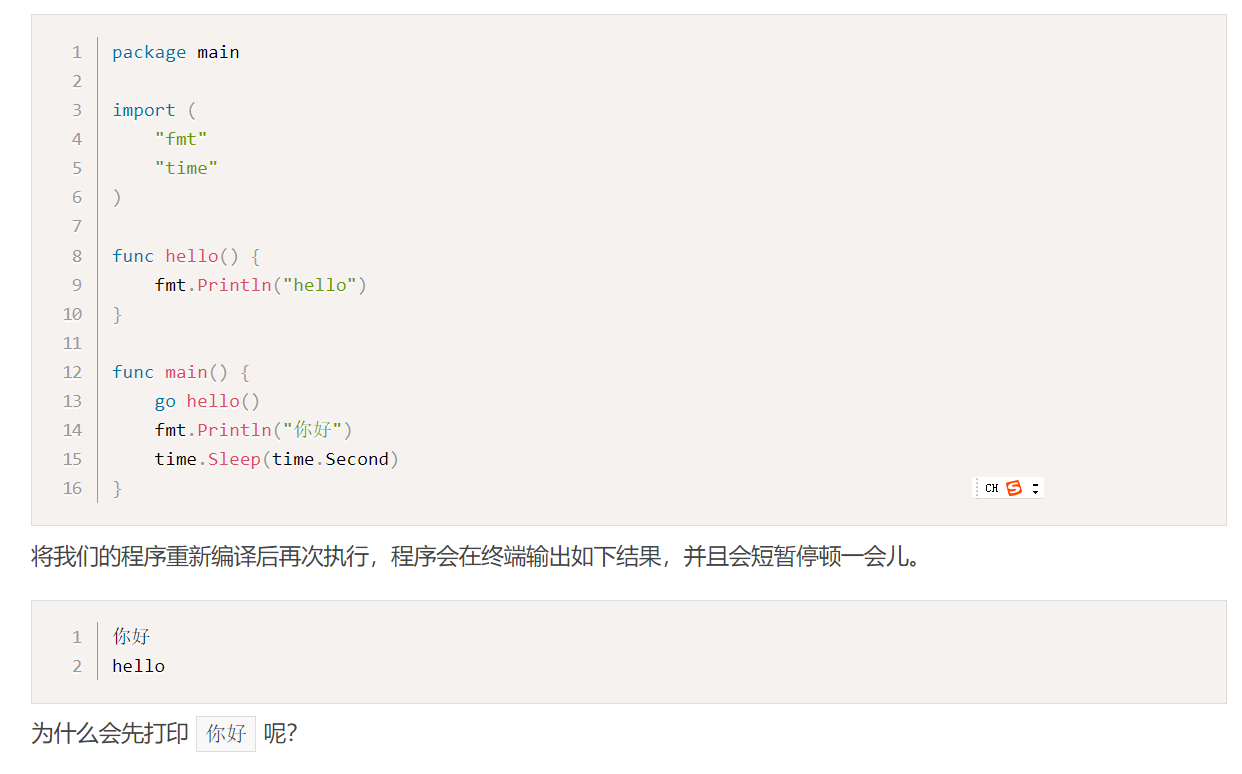 1 package main
2
3 import (
4     "fmt"
5     "time"
6 )
7
8 func hello() {
9     fmt.Println("hello")
10 }
11
12 func main() {
13     go hello()
14     fmt.Println("你好")
15     time.Sleep(time.Second)
16 }
CH S
将我们的程序重新编译后再次执行，程序会在终端输出如下结果，并且会短暂停顿一会儿。
1 你好
2 hello
为什么会先打印 你好 呢？